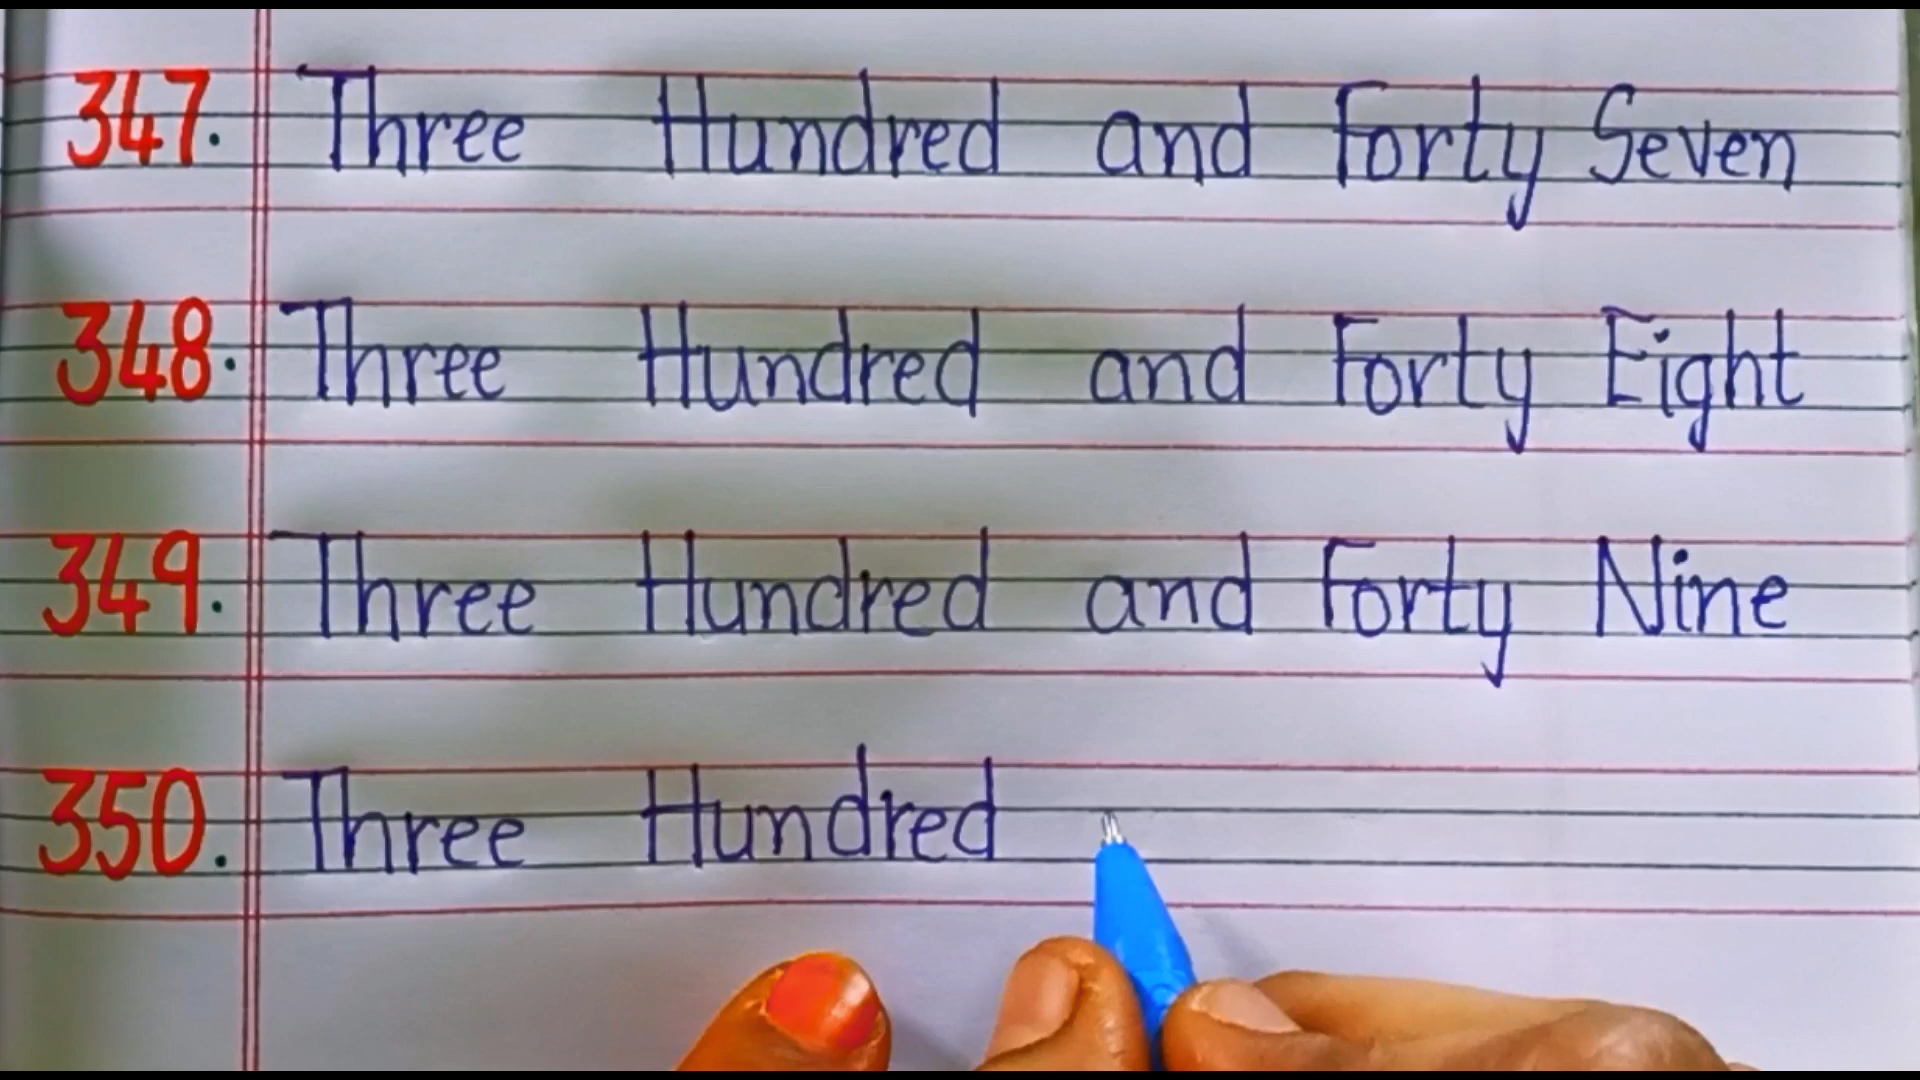 347. Three Hundred and Forty Seven
348. Three Hundred and Forty Eight
349. Three Hundred and Forty Nine
350. Three Hundred